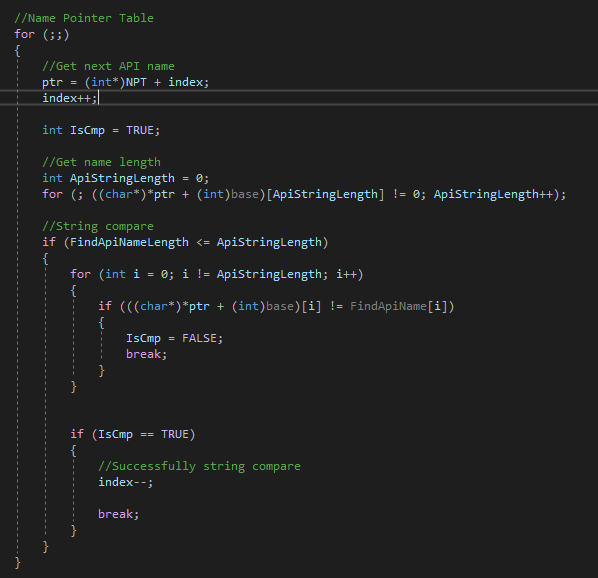 //Name Pointer Table
for (;;)
{
//Get next API name
ptr = (int*)NPT + index;
index++;
int IsCmp = TRUE;
//Get name length
int ApiStringLength = 0;
for (; ((char*)*ptr + (int)base)[ApiStringLength] != 0; ApiStringLength++);
//String compare
if (FindApiNameLength <= ApiStringLength)
{
for (int i = 0; i != ApiStringLength; i++)
{
if (((char*)*ptr + (int)base)[i] != FindApiName[i])
{
IsCmp = FALSE;
break;
}
}
if (IsCmp == TRUE)
{
//Successfully string compare
index--;
break;
}
}
}